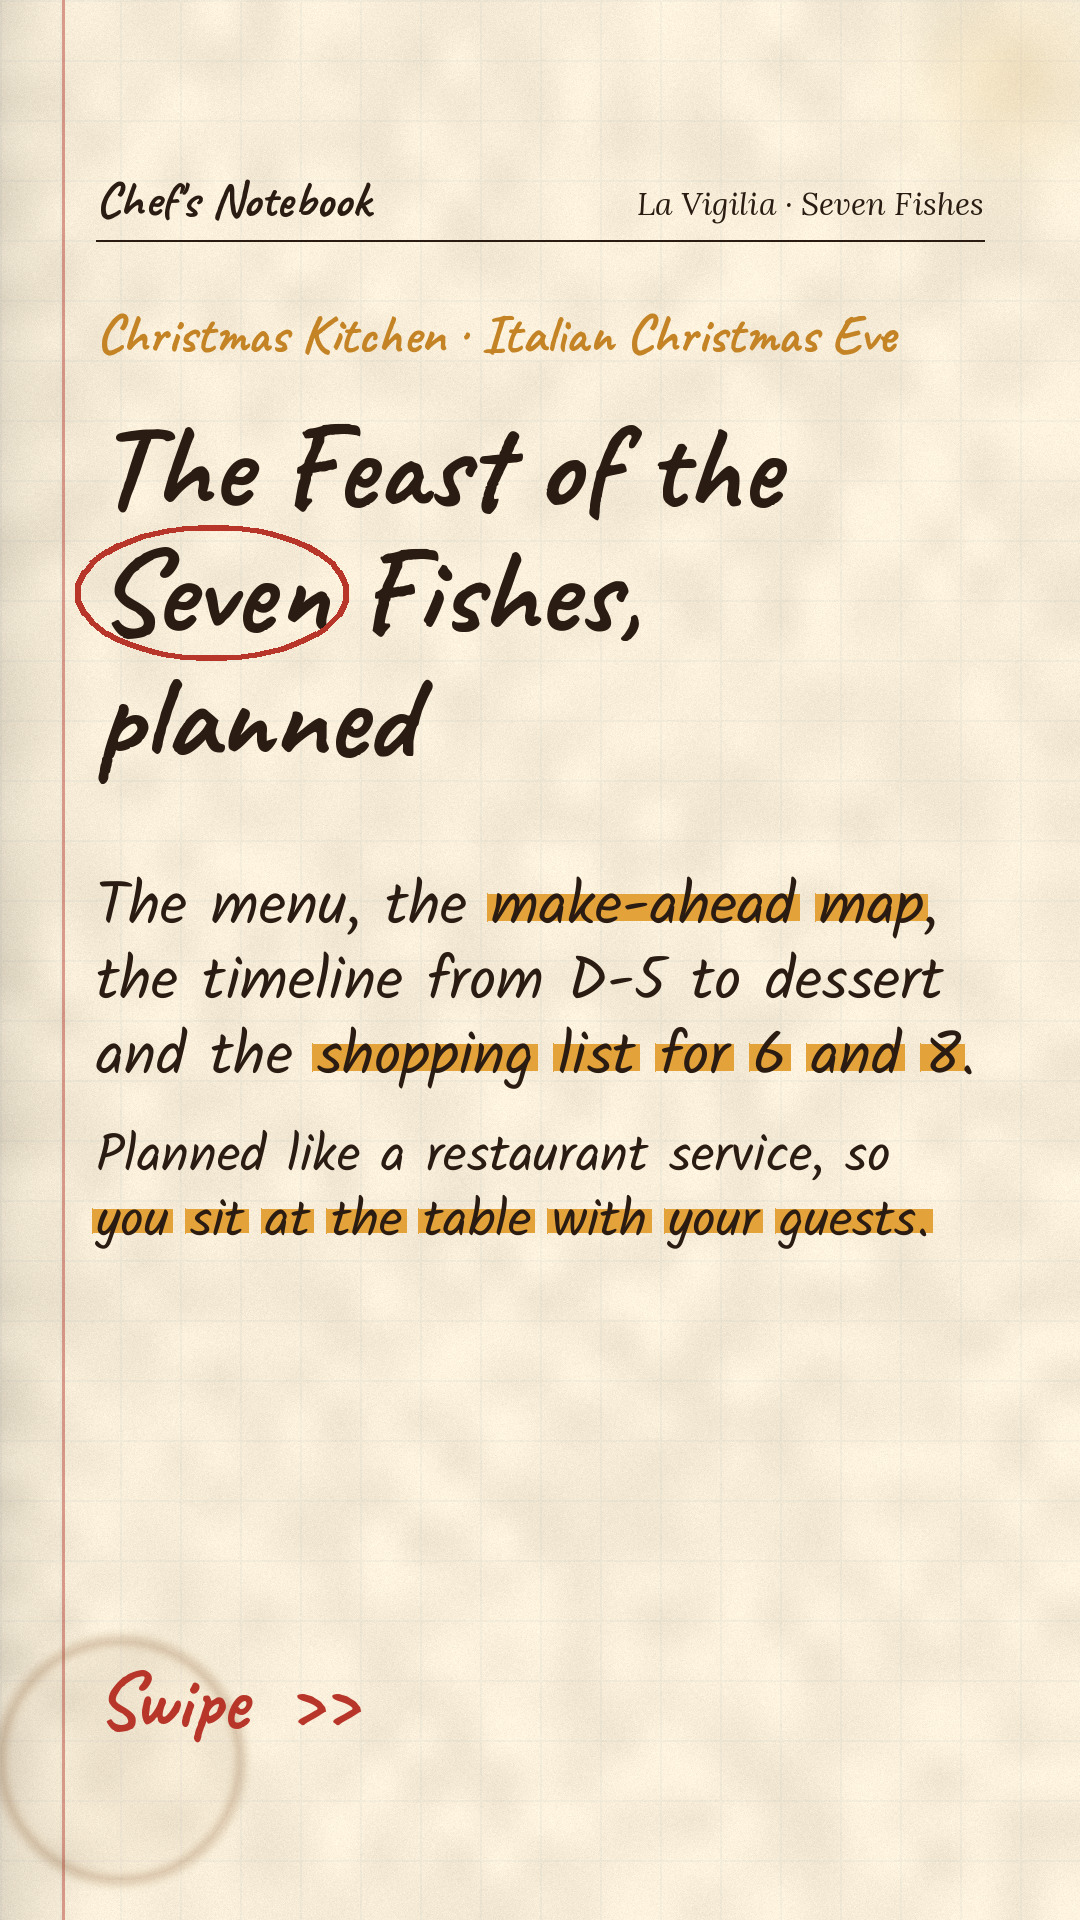 Chef's Notebook
La Vigilia · Seven Fishes
Christmas Kitchen · Italian Christmas Eve
The Feast of the
Seven Fishes,
planned
The menu, the make-ahead map,
the timeline from D-5 to dessert
and the shopping list for 6 and 8.
Planned like a restaurant service, so
you sit at the table with your guests.
Swipe >>